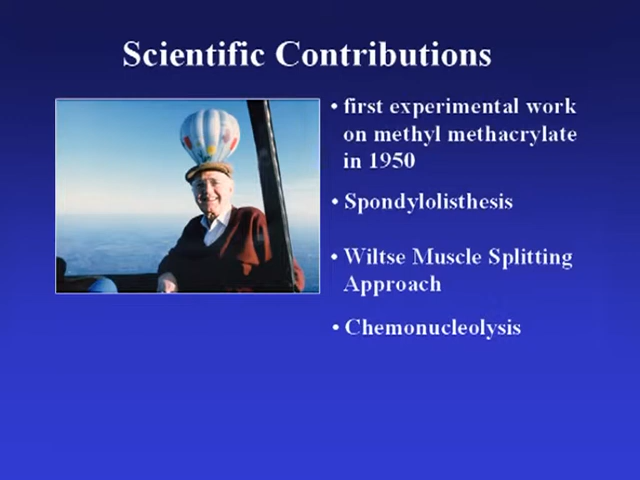 Scientific Contributions
• first experimental work
on methyl methacrylate
in 1950
• Spondylolisthesis
• Wiltse Muscle Splitting
Approach
• Chemonucleolysis